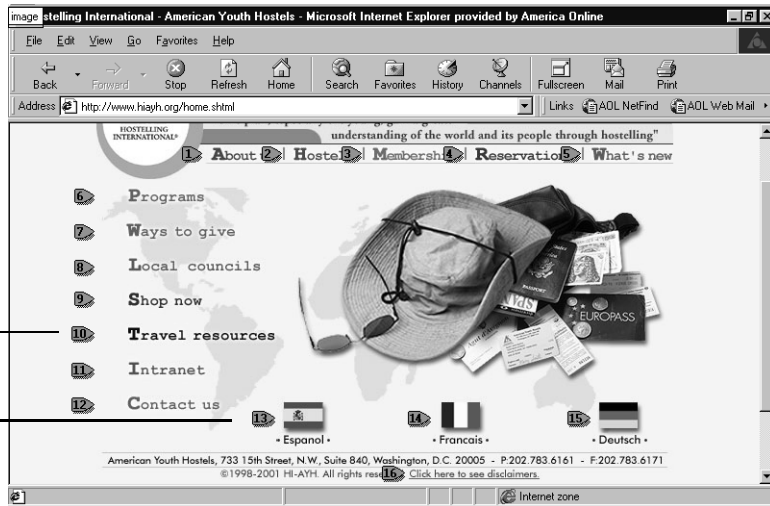 image stelling International - American Youth Hostels - Microsoft Internet Explorer provided by America Online
File Edit View Go Favorites Help
Back Forward Stop Refresh Home Search Favorites History Channels Fullscreen Mail Print
Address http://www.hiayh.org/home.shtml Links AOL NetFind AOL Web Mail
HOSTELLING
INTERNATIONAL®
understanding of the world and its people through hostelling"
1 About 2 Hostel 3 Membersh 4 Reservation 5 What's new
6 Programs
7 Ways to give
8 Local councils
9 Shop now
10 Travel resources
11 Intranet
12 Contact us
PASSPORT
EUROPASS
13 14 15
• Espanol • • Francais • • Deutsch •
American Youth Hostels, 733 15th Street, N.W., Suite 840, Washington, D.C. 20005 - P:202.783.6161 - F:202.783.6171
©1998-2001 HI-AYH. All rights res 16 Click here to see disclaimers.
Internet zone